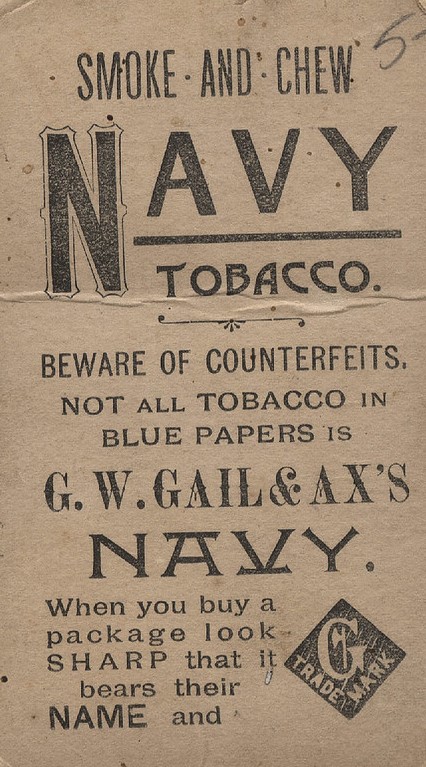 5-
SMOKE · AND · CHEW
NAVY
TOBACCO.
BEWARE OF COUNTERFEITS.
NOT ALL TOBACCO IN
BLUE PAPERS IS
G. W. GAIL & AX'S
NAVY.
When you buy a
package look
SHARP that it
bears their
NAME and
G
TRADE MARK